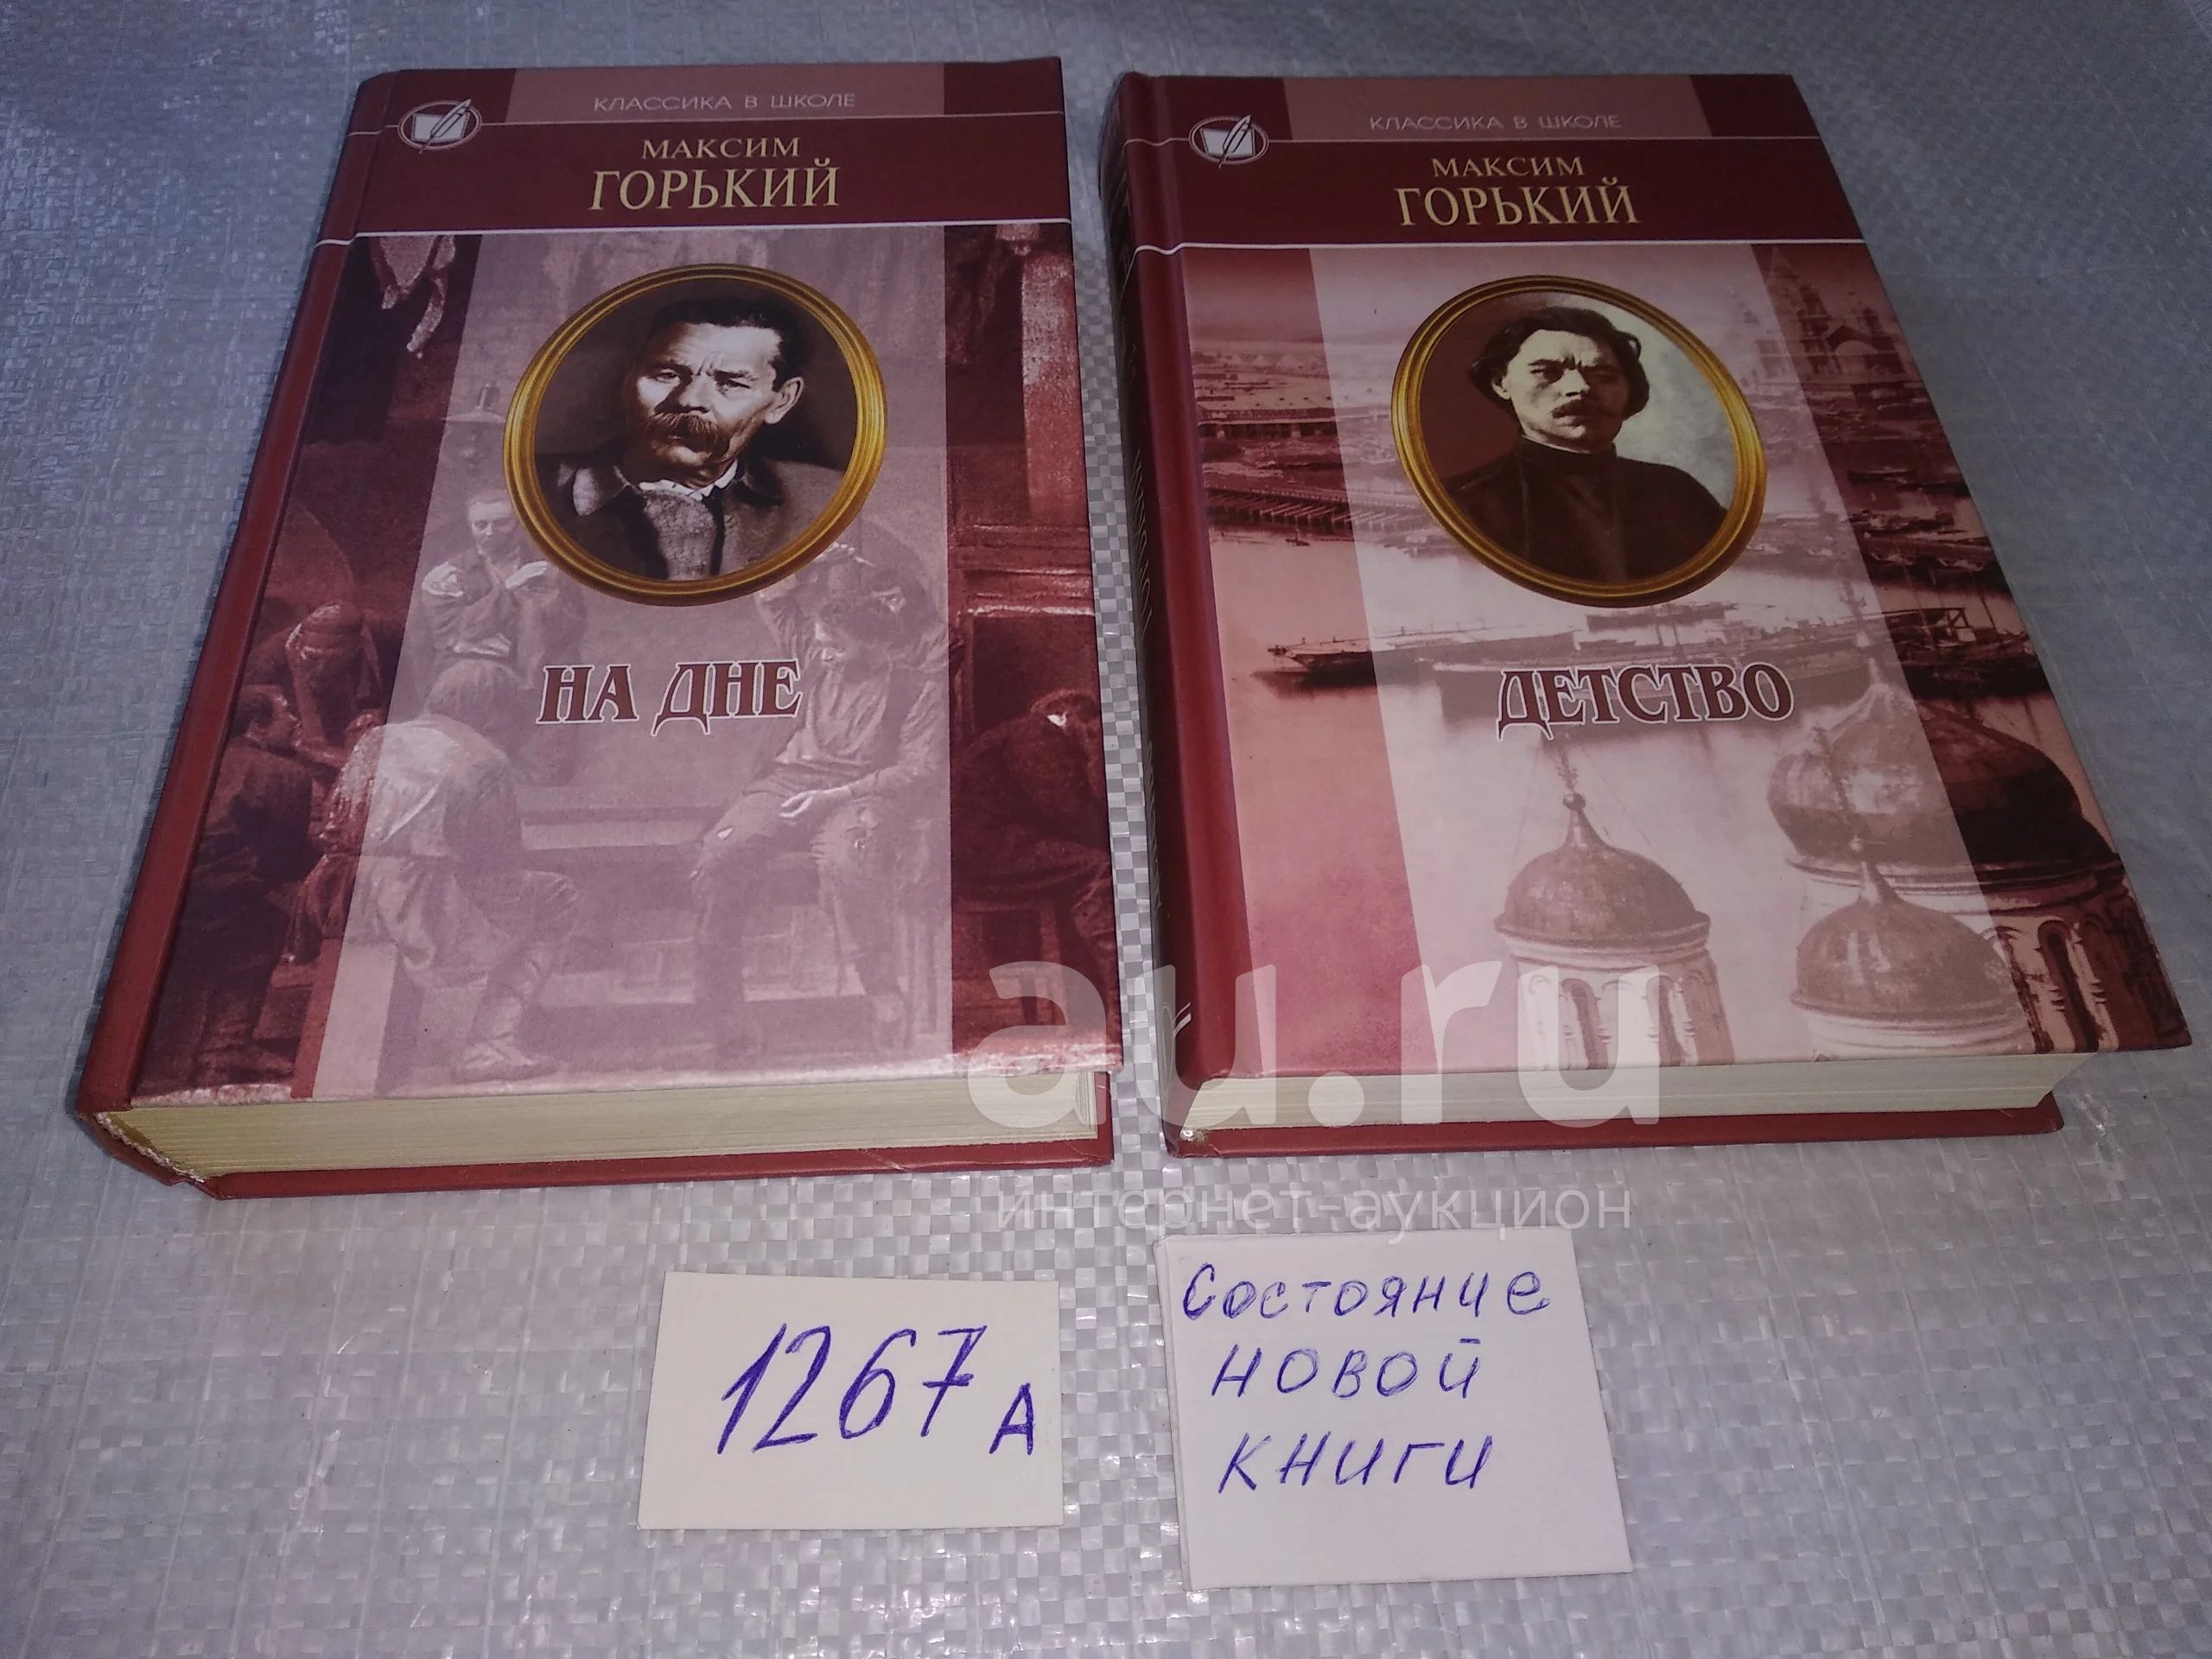 КЛАССИКА В ШКОЛЕ
МАКСИМ
ГОРЬКИЙ
НА ДНЕ
КЛАССИКА В ШКОЛЕ
МАКСИМ
ГОРЬКИЙ
ДЕТСТВО
au.ru
интернет-аукцион
1267 А
Состояние
новой
книги